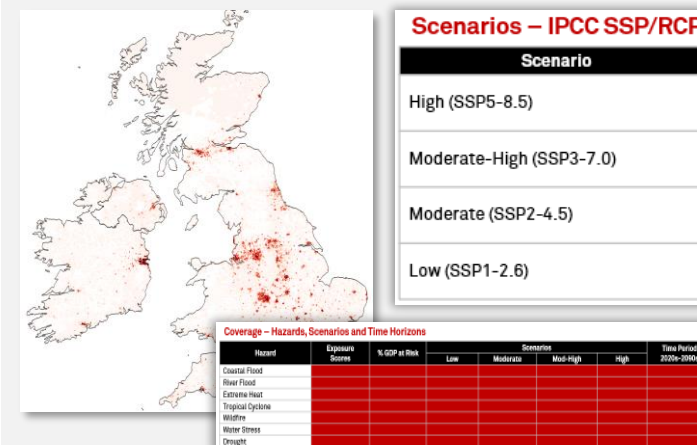 Scenarios – IPCC SSP/RCP
Scenario
High (SSP5-8.5)
Moderate-High (SSP3-7.0)
Moderate (SSP2-4.5)
Low (SSP1-2.6)
Coverage – Hazards, Scenarios and Time Horizons
Hazard
Exposure
Scores
% GDP at Risk
Scenarios
Low Moderate Mod-High High
Time Period
2020s-2090s
Coastal Flood
River Flood
Extreme Heat
Tropical Cyclone
Wildfire
Water Stress
Drought